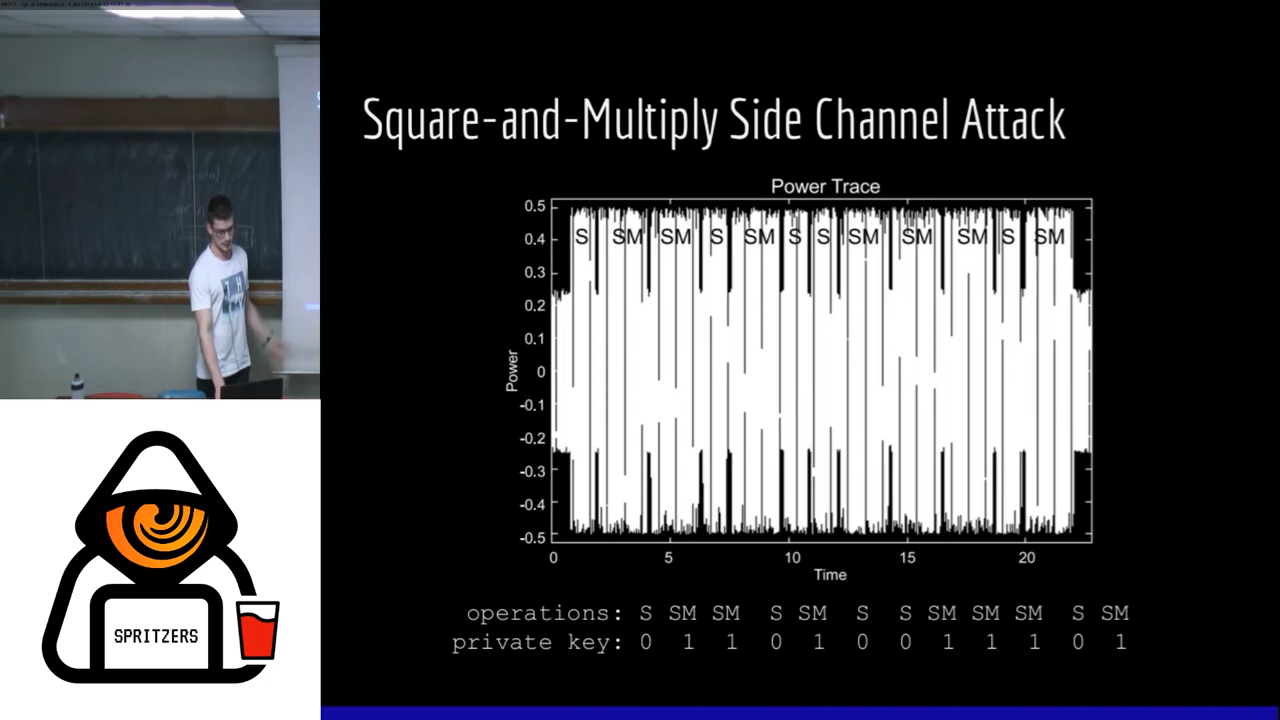 Square-and-Multiply Side Channel Attack
Power Trace
S SM SM S SM S S SM SM SM S SM
0.5
0.4
0.3
0.2
0.1
0
-0.1
-0.2
-0.3
-0.4
-0.5
Power
0 5 10 15 20
Time
operations: S SM SM S SM S S SM SM SM S SM
private key: 0 1 1 0 1 0 0 1 1 1 0 1
SPRITZERS